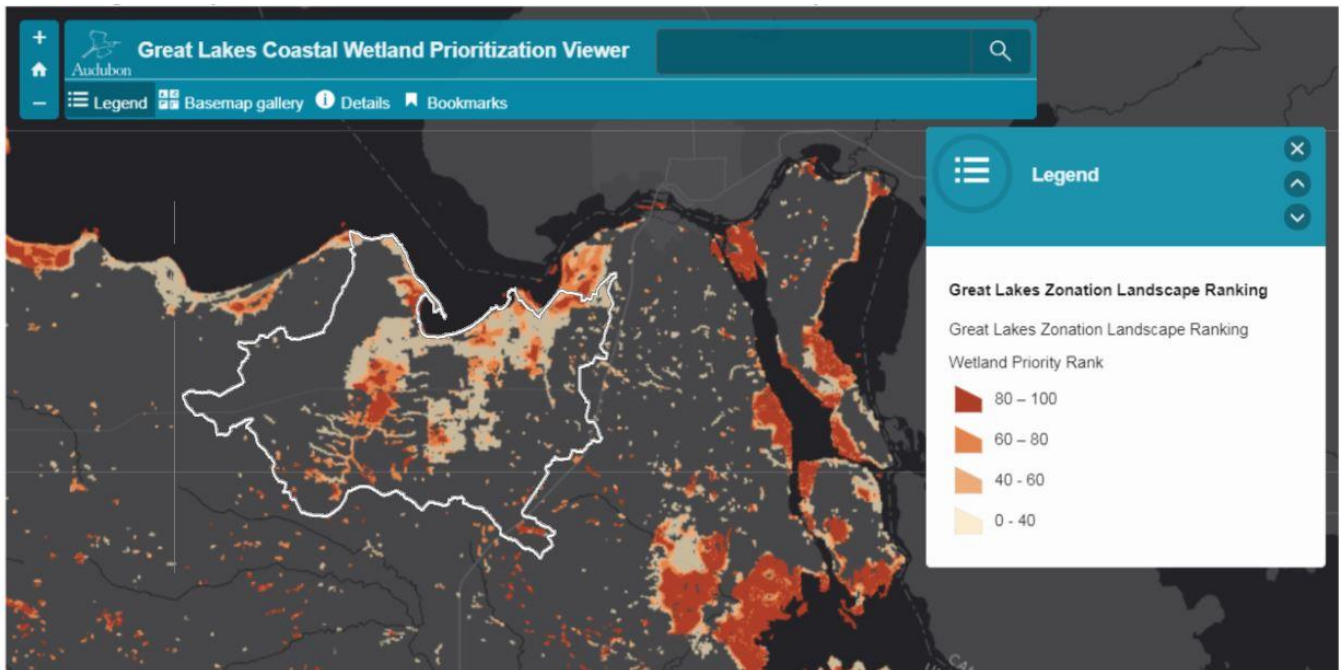 +
Audubon
Great Lakes Coastal Wetland Prioritization Viewer
–
Legend
Basemap gallery
Details
Bookmarks
Legend
Great Lakes Zonation Landscape Ranking
Great Lakes Zonation Landscape Ranking
Wetland Priority Rank
80 – 100
60 – 80
40 - 60
0 - 40